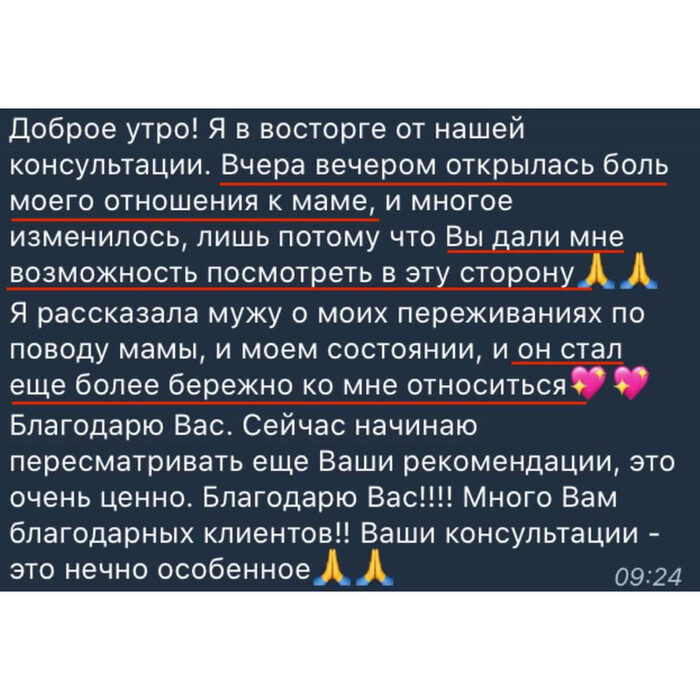 Доброе утро! Я в восторге от нашей
консультации. Вчера вечером открылась боль
моего отношения к маме, и многое
изменилось, лишь потому что Вы дали мне
возможность посмотреть в эту сторону🙏🙏
Я рассказала мужу о моих переживаниях по
поводу мамы, и моем состоянии, и он стал
еще более бережно ко мне относиться💖💖
Благодарю Вас. Сейчас начинаю
пересматривать еще Ваши рекомендации, это
очень ценно. Благодарю Вас!!!! Много Вам
благодарных клиентов!! Ваши консультации -
это нечно особенное🙏🙏
09:24